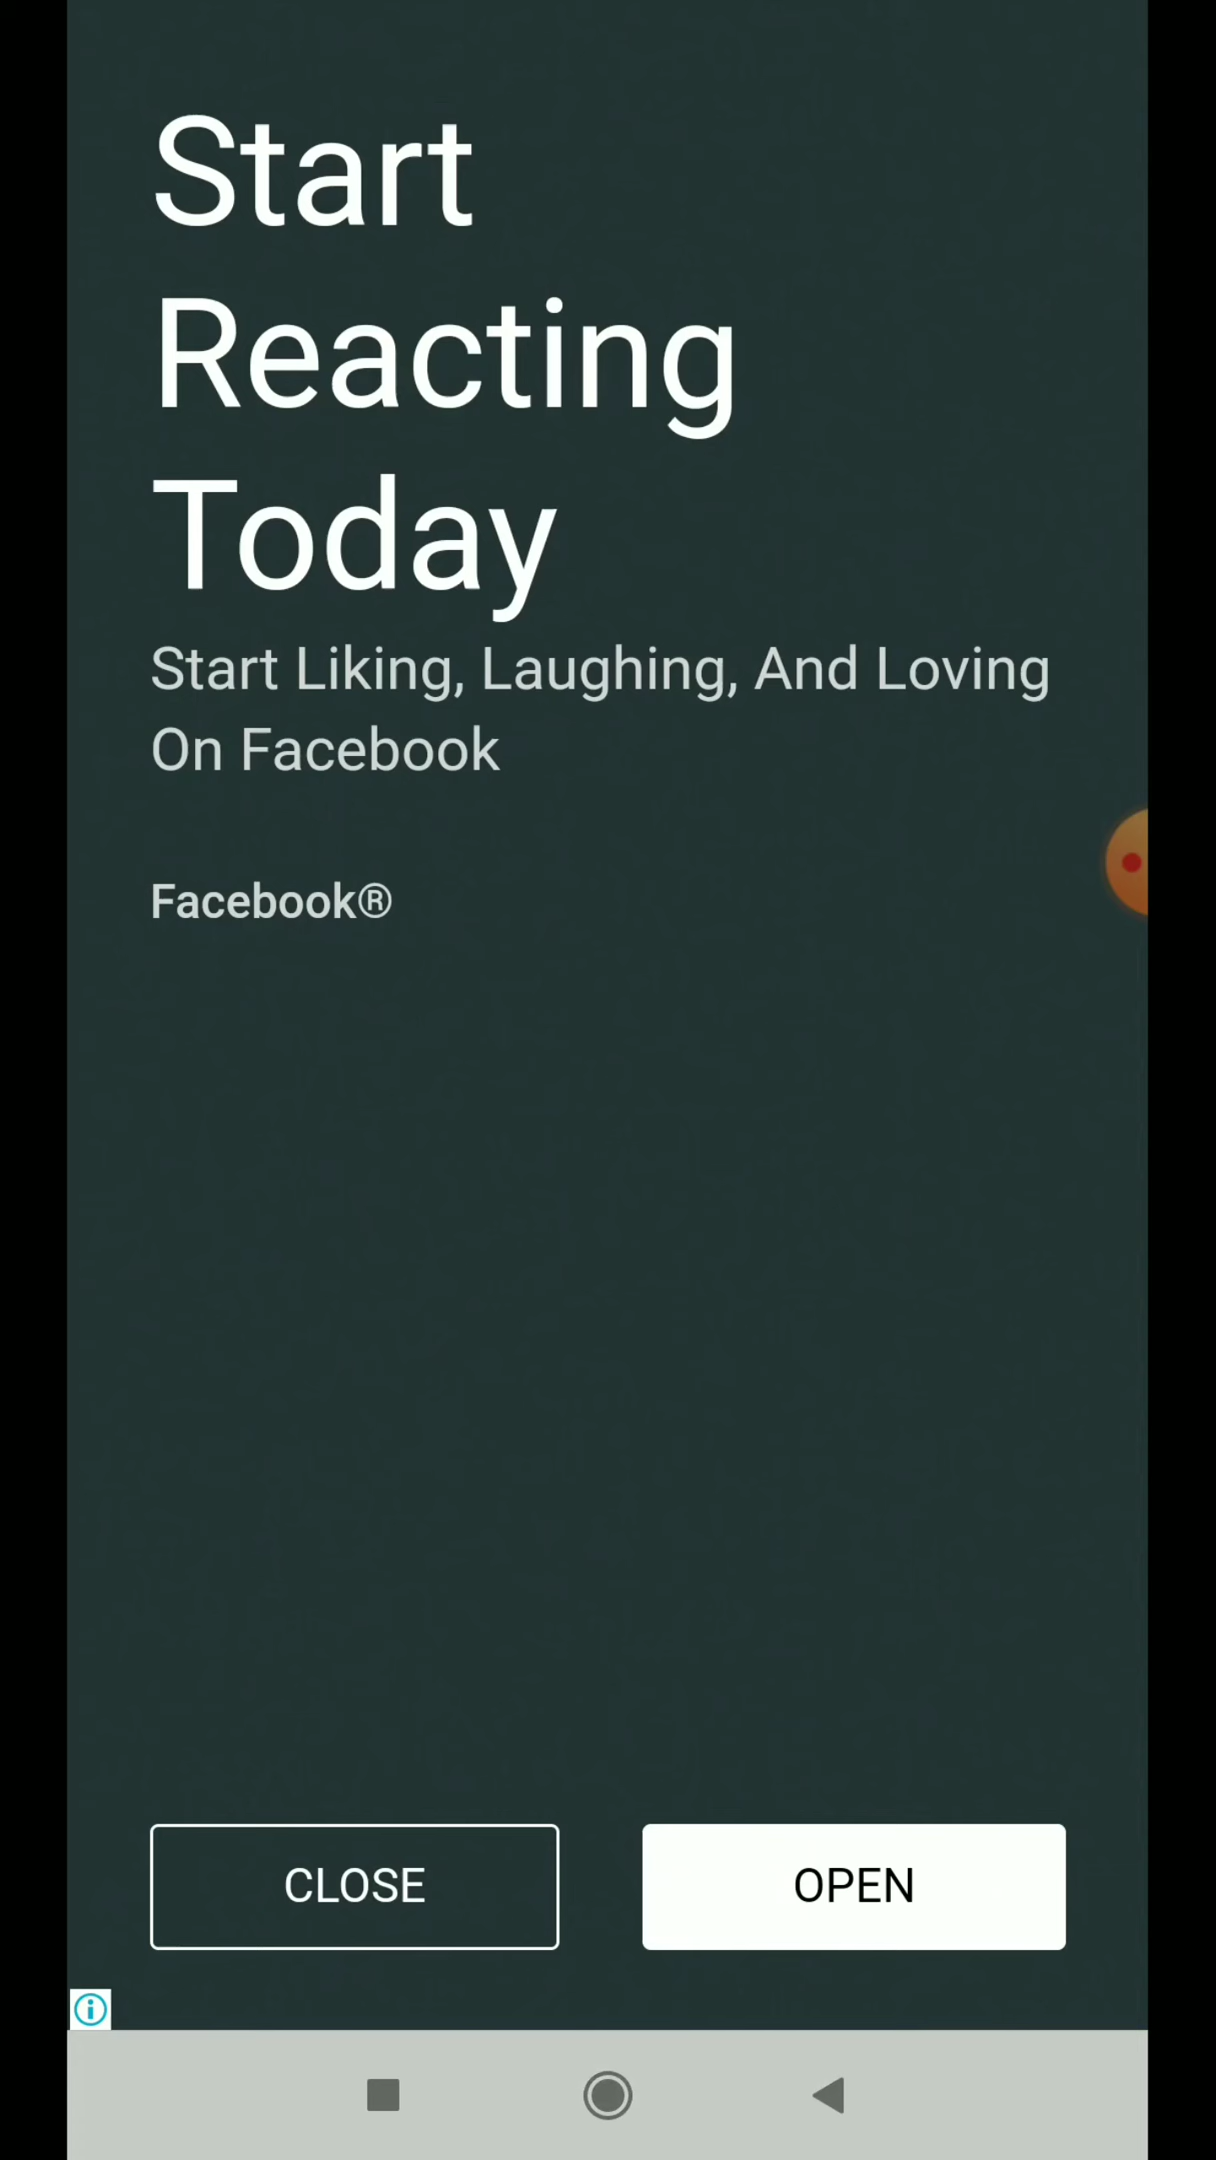 Start
Reacting
Today
Start Liking, Laughing, And Loving
On Facebook
Facebook®
CLOSE
OPEN